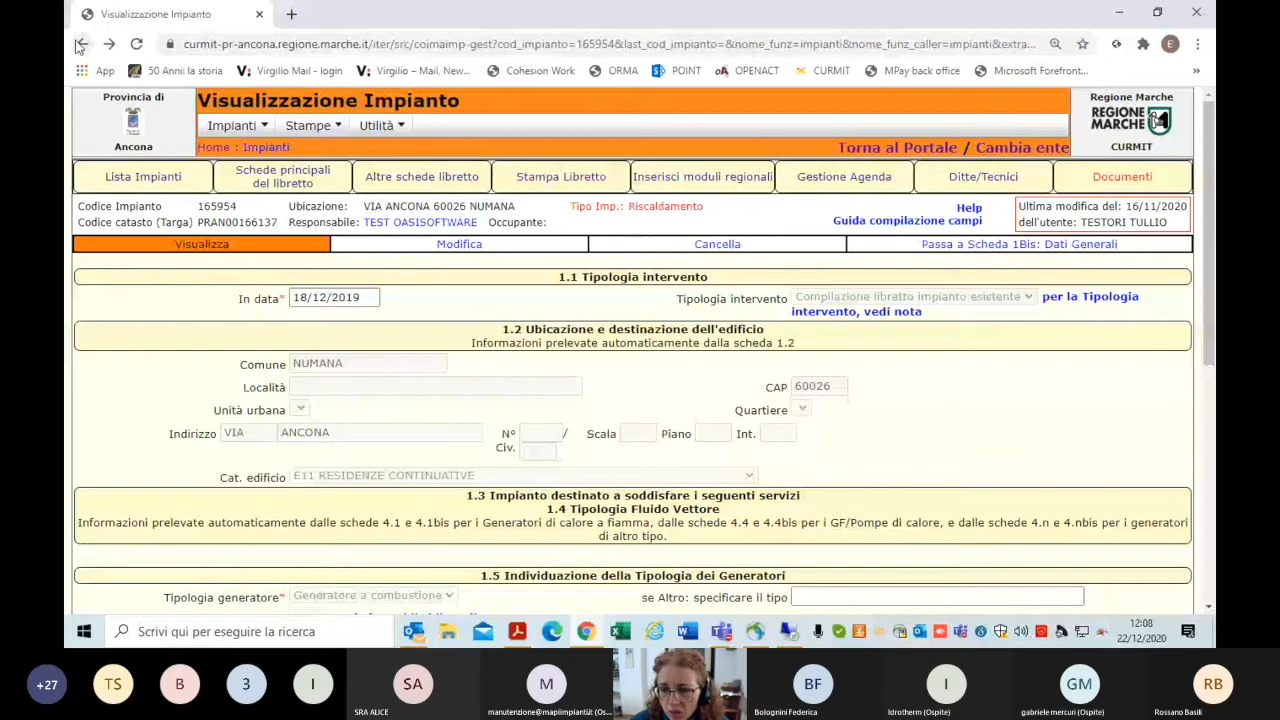 Visualizzazione Impianto
curmit-pr-ancona.regione.marche.it/iter/src/coimaimp-gest?cod_impianto=165954&last_cod_impianto=&nome_funz=impianti&nome_funz_caller=impianti&extra...
E
App 50 Annii la storia Virgilio Mail - login Virgilio – Mail, New... Cohesion Work ORMA POINT OPENACT CURMIT MPay back office Microsoft Forefront... »
Provincia di
Ancona
Visualizzazione Impianto
Impianti Stampe Utilità
Home : Impianti
Torna al Portale / Cambia ente
Regione Marche
REGIONE
MARCHE
CURMIT
Lista Impianti
Schede principali
del libretto
Altre schede libretto
Stampa Libretto
Inserisci moduli regionali
Gestione Agenda
Ditte/Tecnici
Documenti
Codice Impianto 165954 Ubicazione: VIA ANCONA 60026 NUMANA Tipo Imp.: Riscaldamento Help Ultima modifica del: 16/11/2020
Codice catasto (Targa) PRAN00166137 Responsabile: TEST OASISOFTWARE Occupante: Guida compilazione campi dell'utente: TESTORI TULLIO
Visualizza Modifica Cancella Passa a Scheda 1Bis: Dati Generali
1.1 Tipologia intervento
In data* 18/12/2019 Tipologia intervento Compilazione libretto impianto esistente per la Tipologia
intervento, vedi nota
1.2 Ubicazione e destinazione dell'edificio
Informazioni prelevate automaticamente dalla scheda 1.2
Comune NUMANA
Località CAP 60026
Unità urbana Quartiere
Indirizzo VIA ANCONA N° / Scala Piano Int.
Civ.
Cat. edificio E11 RESIDENZE CONTINUATIVE
1.3 Impianto destinato a soddisfare i seguenti servizi
1.4 Tipologia Fluido Vettore
Informazioni prelevate automaticamente dalle schede 4.1 e 4.1bis per i Generatori di calore a fiamma, dalle schede 4.4 e 4.4bis per i GF/Pompe di calore, e dalle schede 4.n e 4.nbis per i generatori
di altro tipo.
1.5 Individuazione della Tipologia dei Generatori
Tipologia generatore* Generatore a combustione se Altro: specificare il tipo
Scrivi qui per eseguire la ricerca
12:08
22/12/2020
+27 TS B 3 I SA M BF I GM RB
SRA ALICE
manutenzione@mapiimpianti.it (Os...
Bolognini Federica
Idrotherm (Ospite)
gabriele mercuri (Ospite)
Rossano Basili